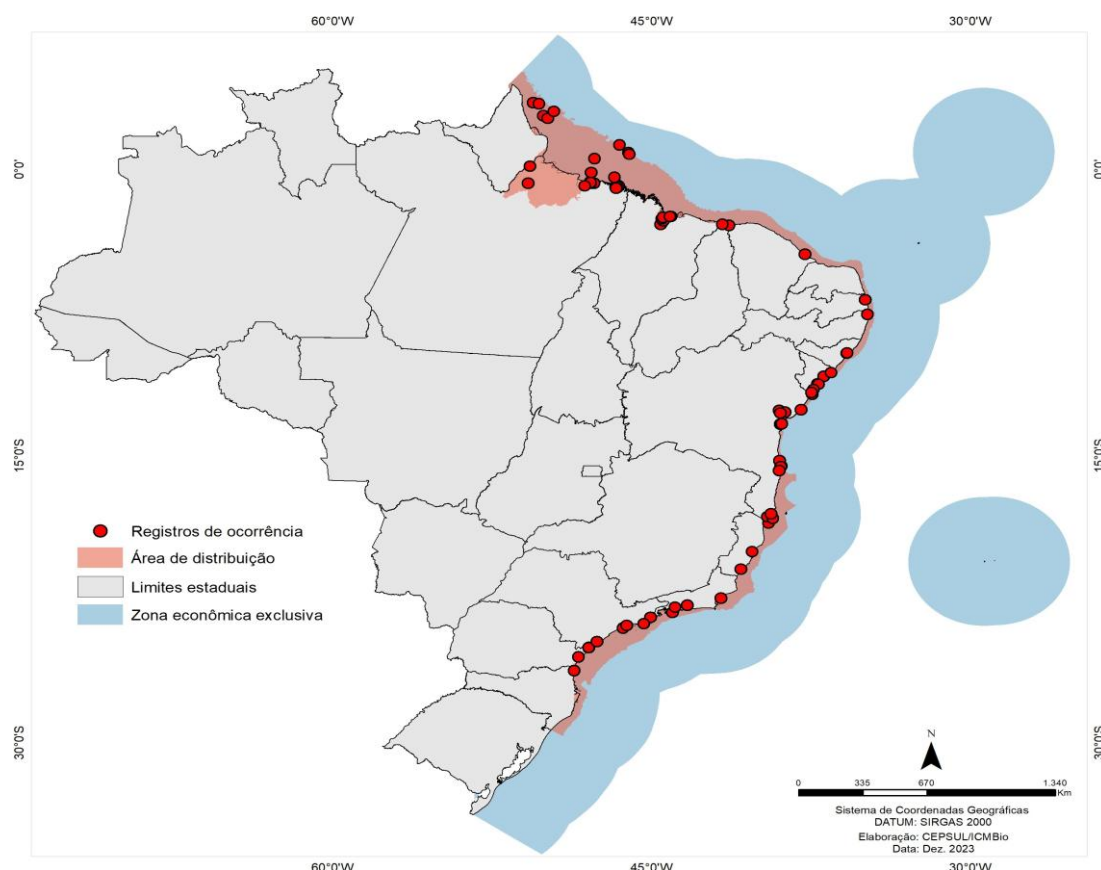 60°0'W 45°0'W 30°0'W
0°0' 0°0'
15°0'S 15°0'S
30°0'S 30°0'S
Registros de ocorrência
Área de distribuição
Limites estaduais
Zona econômica exclusiva
N
0 335 670 1.340
Km
Sistema de Coordenadas Geográficas
DATUM: SIRGAS 2000
Elaboração: CEPSUL/ICMBio
Data: Dez. 2023
60°0'W 45°0'W 30°0'W